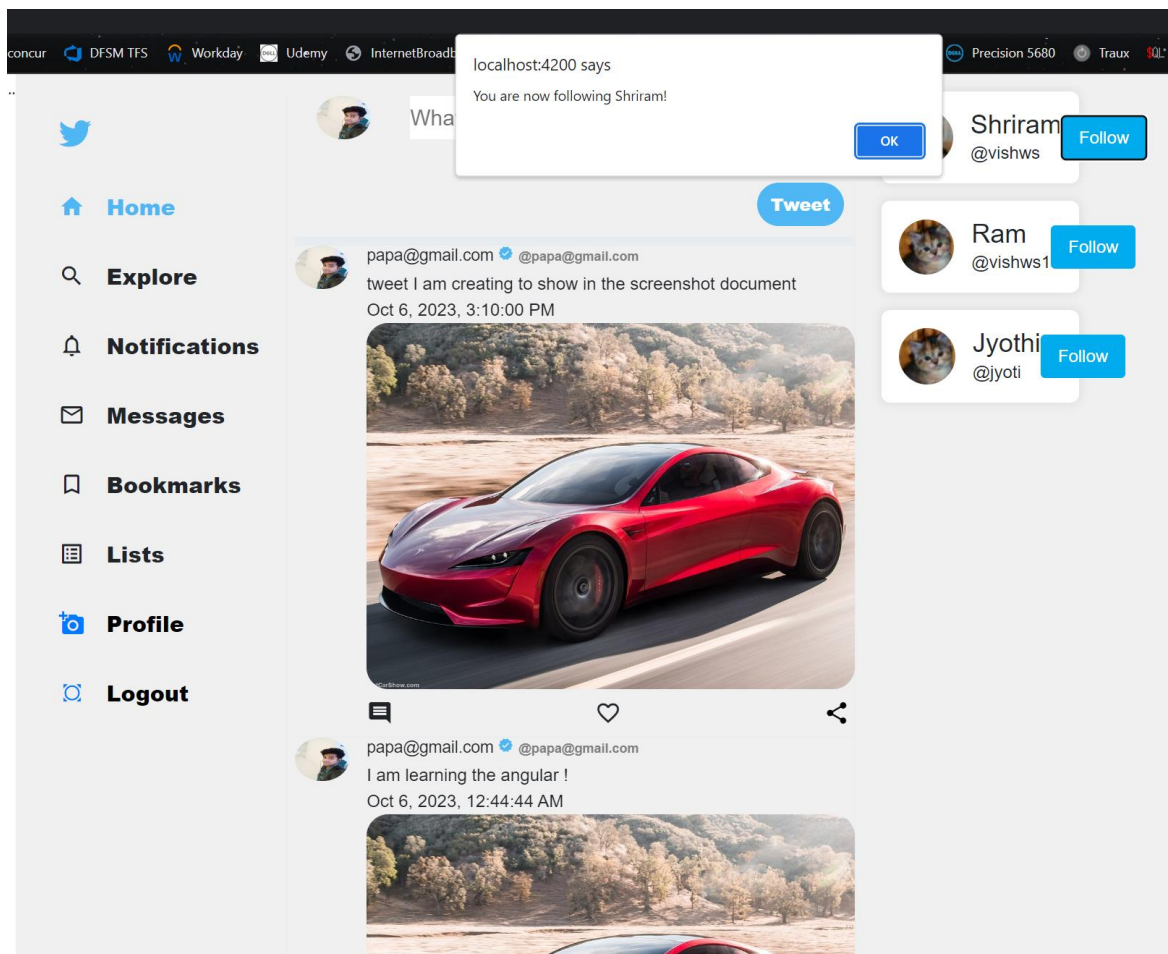 concur DFSM TFS Workday Udemy InternetBroadb Precision 5680 Traux
localhost:4200 says
You are now following Shriram!
OK
Wha
Tweet
Home
Explore
Notifications
Messages
Bookmarks
Lists
Profile
Logout
papa@gmail.com @papa@gmail.com
tweet I am creating to show in the screenshot document
Oct 6, 2023, 3:10:00 PM
papa@gmail.com @papa@gmail.com
I am learning the angular !
Oct 6, 2023, 12:44:44 AM
Shriram
@vishws
Follow
Ram
@vishws1
Follow
Jyothi
@jyoti
Follow